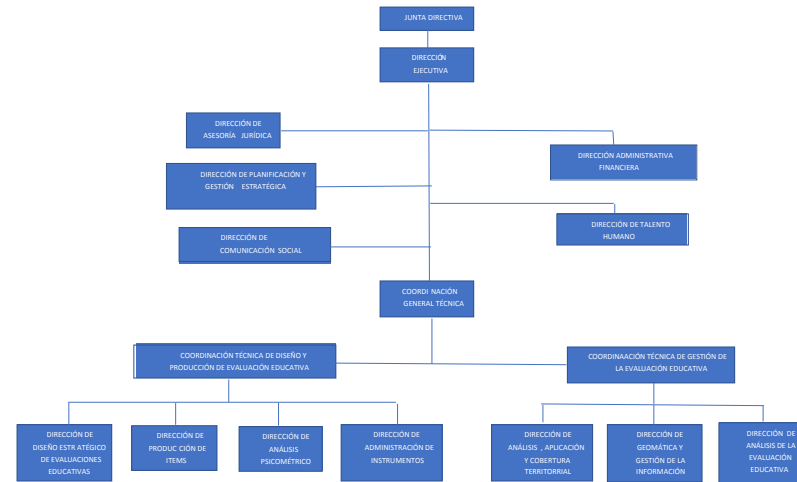 JUNTA DIRECTIVA
DIRECCIÓN
EJECUTIVA
DIRECCIÓN DE
ASESORÍA JURÍDICA
DIRECCIÓN ADMINISTRATIVA
FINANCIERA
DIRECCIÓN DE PLANIFICACIÓN Y
GESTIÓN ESTRATÉGICA
DIRECCIÓN DE TALENTO
HUMANO
DIRECCIÓN DE
COMUNICACIÓN SOCIAL
COORDI NACIÓN
GENERAL TÉCNICA
COORDINACIÓN TÉCNICA DE DISEÑO Y
PRODUCCIÓN DE EVALUACIÓN EDUCATIVA
COORDINAACIÓN TÉCNICA DE GESTIÓN DE
LA EVALUACIÓN EDUCATIVA
DIRECCIÓN DE
DISEÑO ESTR ATÉGICO
DE EVALUACIONES
EDUCATIVAS
DIRECCIÓN DE
PRODUC CIÓN DE
ITEMS
DIRECCIÓN DE
ANÁLISIS
PSICOMÉTRICO
DIRECCIÓN DE
ADMINISTRACIÓN DE
INSTRUMENTOS
DIRECCIÓN DE
ANÁLISIS , APLICACIÓN
Y COBERTURA
TERRITORRIAL
DIRECCIÓN DE
GEOMÁTICA Y
GESTIÓN DE LA
INFORMACIÓN
DIRECCIÓN DE
ANÁLISIS DE LA
EVALUACIÓN
EDUCATIVA